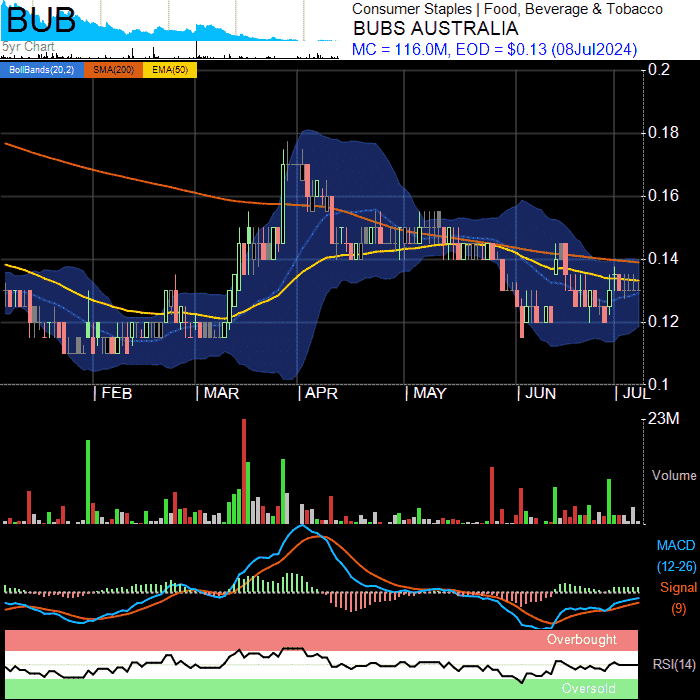 BUB
Consumer Staples | Food, Beverage & Tobacco
BUBS AUSTRALIA
5yr Chart
MC = 116.0M, EOD = $0.13 (08Jul2024)
BollBands(20,2) SMA(200) EMA(50)
0.2
0.18
0.16
0.14
0.12
0.1
| FEB | MAR | APR | MAY | JUN | JUL
23M
Volume
MACD
(12-26)
Signal
(9)
Overbought
RSI(14)
Oversold